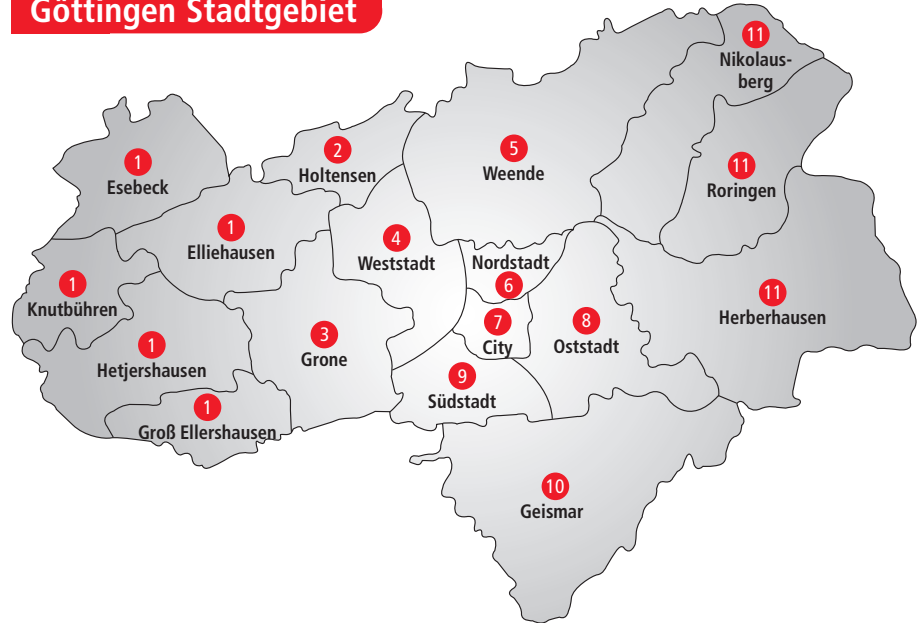 Göttingen Stadtgebiet
11
Nikolaus-
berg
2
Holtensen
5
Weende
1
Esebeck
11
Roringen
1
Elliehausen
4
Weststadt
Nordstadt
6
1
Knutbühren
11
Herberhausen
3
Grone
7
City
8
Oststadt
1
Hetjershausen
9
Südstadt
1
Groß Ellershausen
10
Geismar